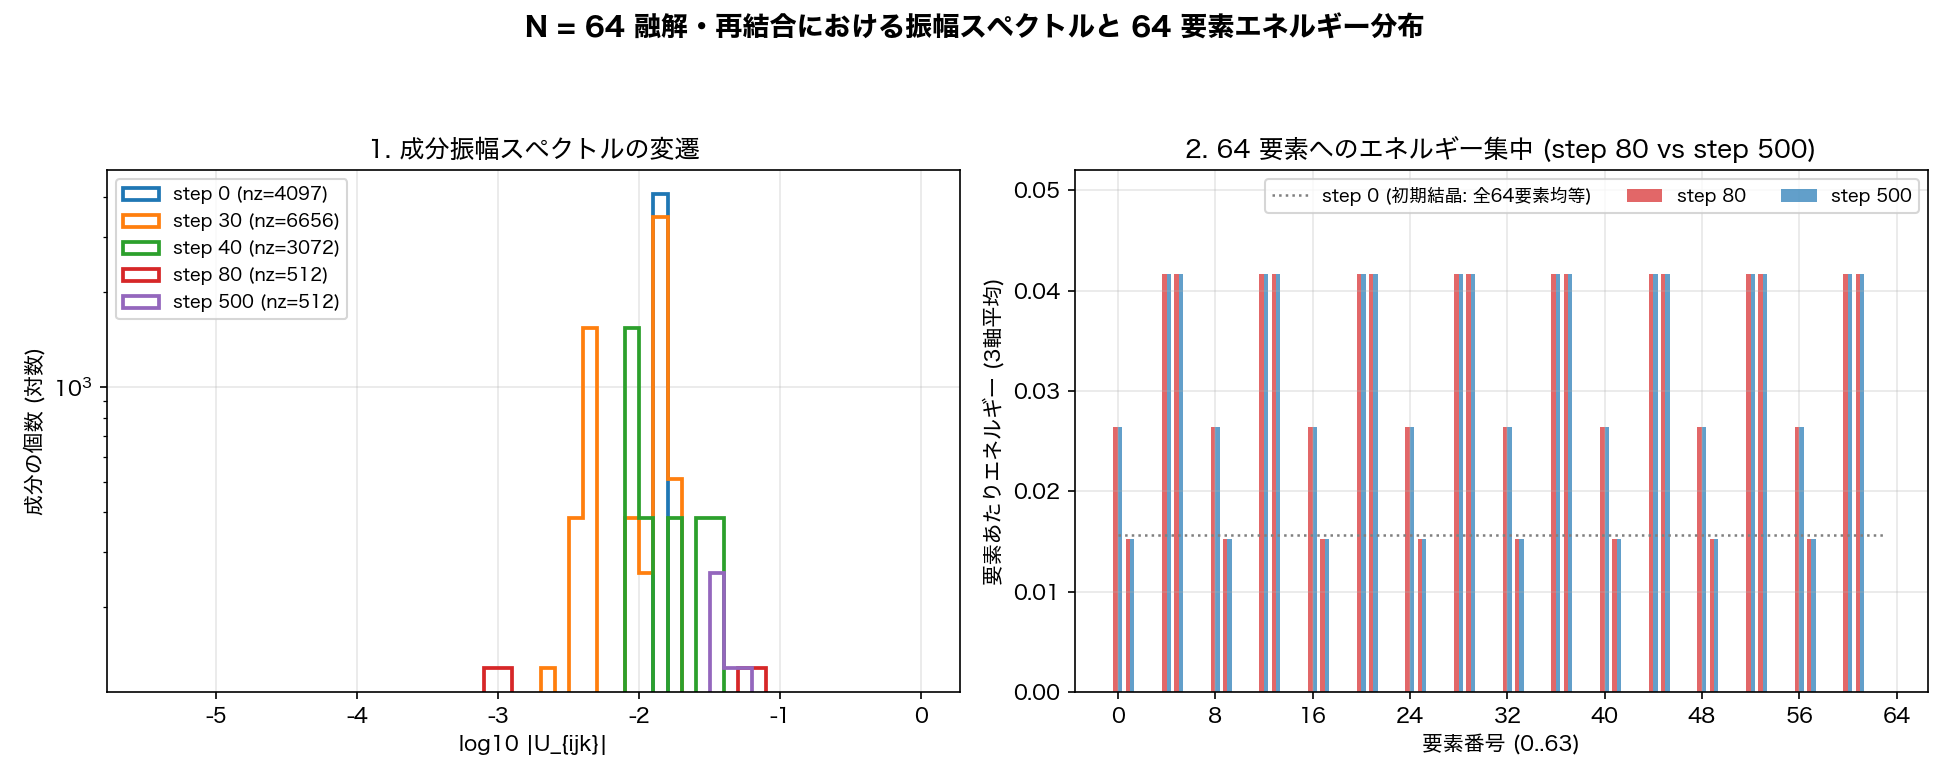 N = 64 融解・再結合における振幅スペクトルと 64 要素エネルギー分布
1. 成分振幅スペクトルの変遷
step 0 (nz=4097)
step 30 (nz=6656)
step 40 (nz=3072)
step 80 (nz=512)
step 500 (nz=512)
成分の個数 (対数)
10³
-5 -4 -3 -2 -1 0
log10 |U_{ijk}|
2. 64 要素へのエネルギー集中 (step 80 vs step 500)
step 0 (初期結晶: 全64要素均等) step 80 step 500
要素あたりエネルギー (3軸平均)
0.05
0.04
0.03
0.02
0.01
0.00
0 8 16 24 32 40 48 56 64
要素番号 (0..63)